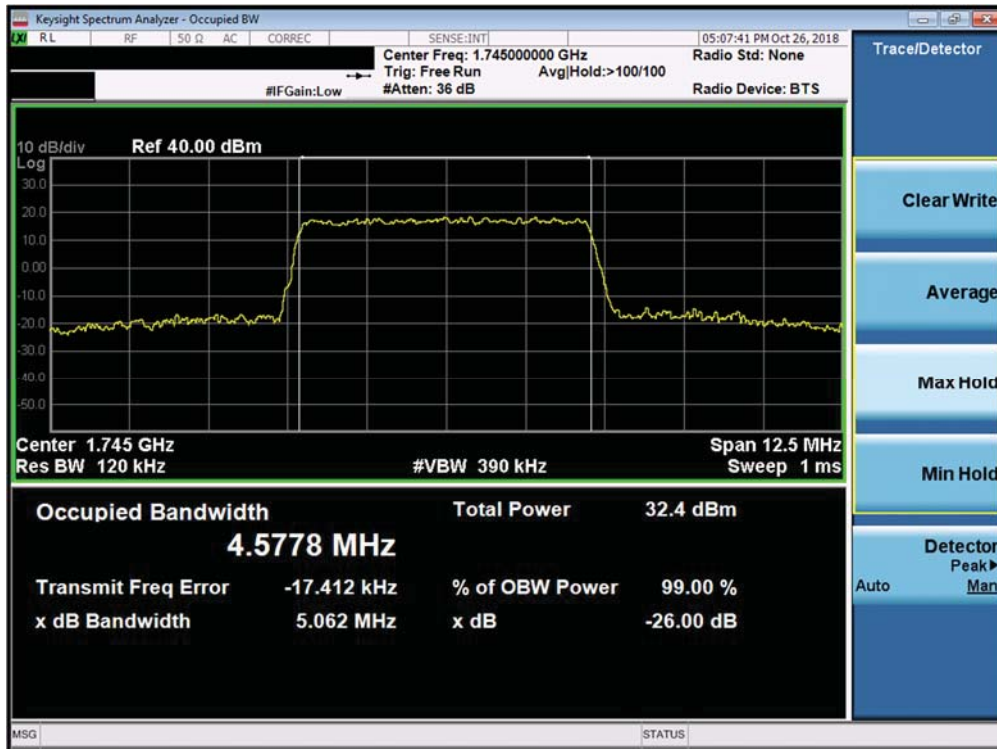 Keysight Spectrum Analyzer - Occupied BW
LXI RL RF 50 Ω AC CORREC SENSE:INT 05:07:41 PM Oct 26, 2018
Center Freq: 1.745000000 GHz Radio Std: None
Trig: Free Run Avg|Hold:>100/100
#IFGain:Low #Atten: 36 dB Radio Device: BTS
Trace/Detector
10 dB/div Ref 40.00 dBm
Log
30.0
20.0
10.0
0.00
-10.0
-20.0
-30.0
-40.0
-50.0
Center 1.745 GHz Span 12.5 MHz
Res BW 120 kHz #VBW 390 kHz Sweep 1 ms
Occupied Bandwidth Total Power 32.4 dBm
4.5778 MHz
Transmit Freq Error -17.412 kHz % of OBW Power 99.00 %
x dB Bandwidth 5.062 MHz x dB -26.00 dB
Clear Write
Average
Max Hold
Min Hold
Detector
Peak▶
Auto Man
MSG STATUS